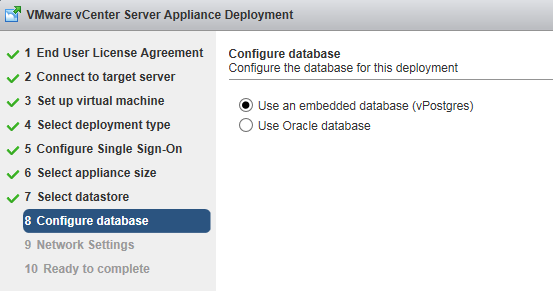 VMware vCenter Server Appliance Deployment
1 End User License Agreement
2 Connect to target server
3 Set up virtual machine
4 Select deployment type
5 Configure Single Sign-On
6 Select appliance size
7 Select datastore
8 Configure database
9 Network Settings
10 Ready to complete
Configure database
Configure the database for this deployment
Use an embedded database (vPostgres)
Use Oracle database